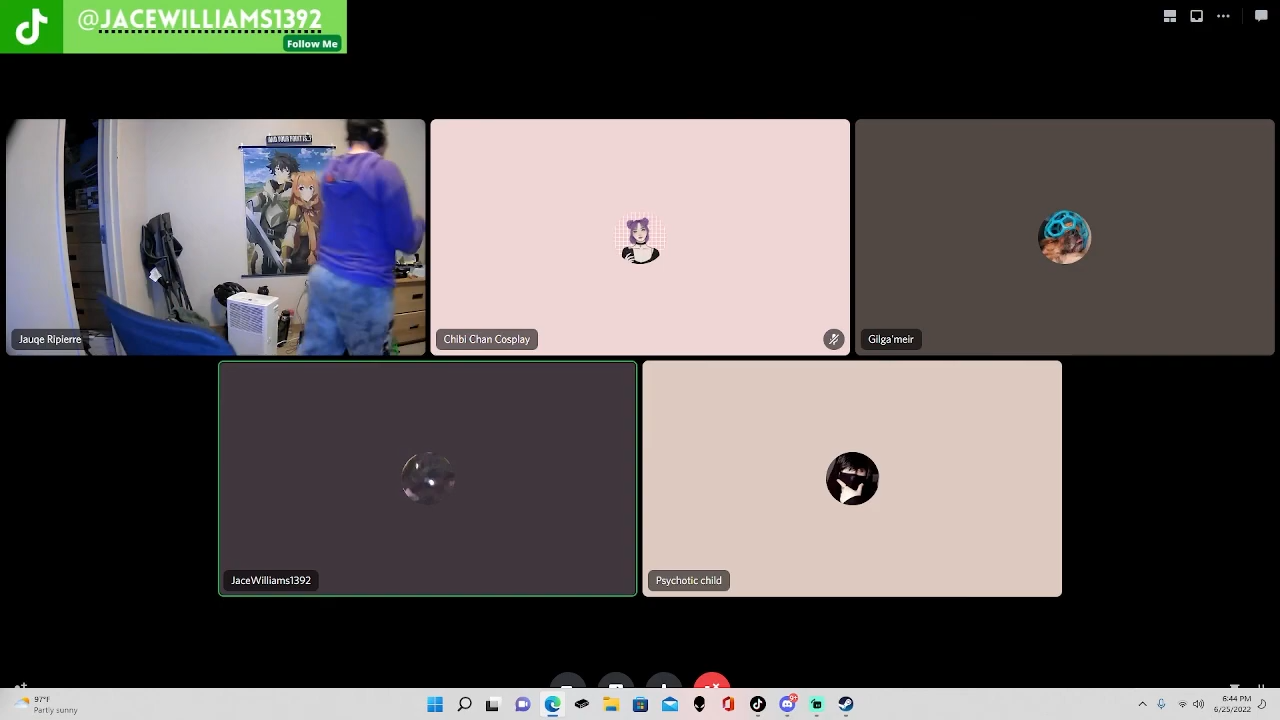 @JACEWILLIAMS1392
Follow Me
Jauqe Ripierre
Chibi Chan Cosplay
Gilga'meir
JaceWilliams1392
Psychotic child
97°F
Partly sunny
9+
6:44 PM
6/25/2022